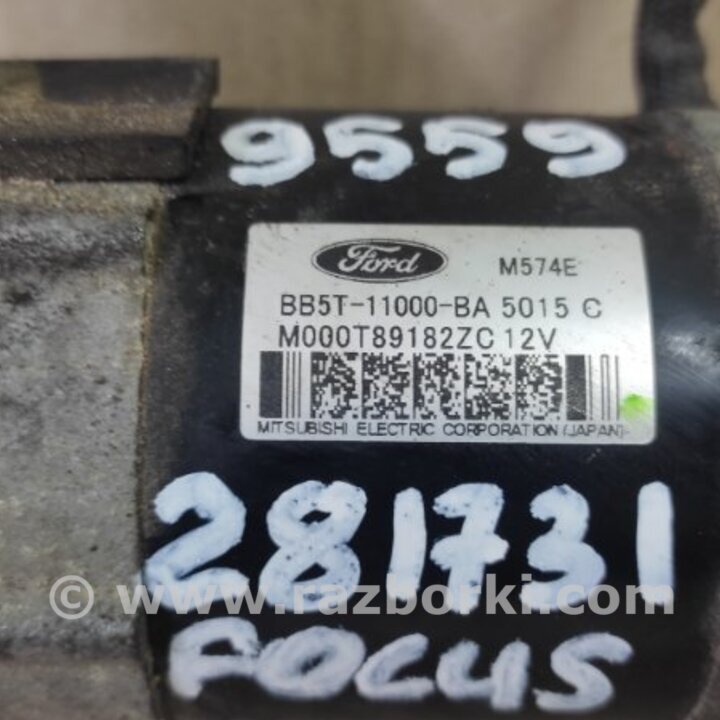 9559
Ford M574E
BB5T-11000-BA 5015 C
M000T89182ZC 12V
MITSUBISHI ELECTRIC CORPORATION (JAPAN)
281731
© www.razborki.com
FOCUS